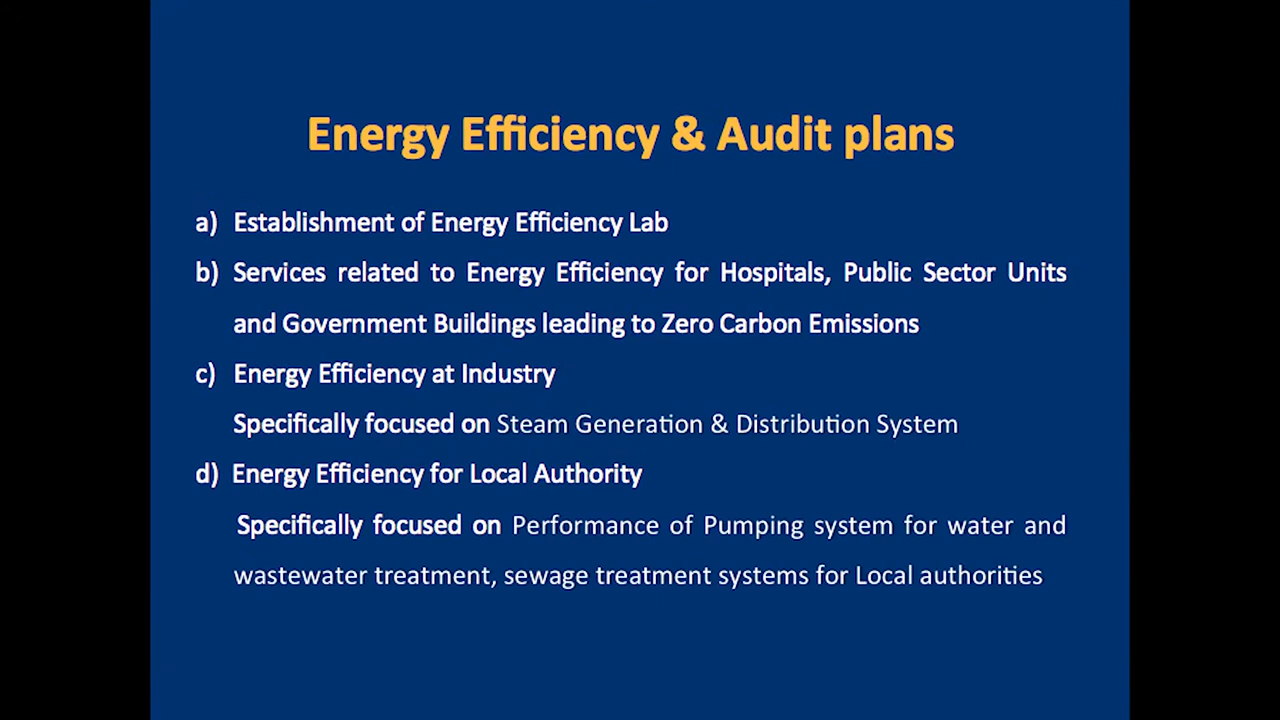 Energy Efficiency & Audit plans
a) Establishment of Energy Efficiency Lab
b) Services related to Energy Efficiency for Hospitals, Public Sector Units
and Government Buildings leading to Zero Carbon Emissions
c) Energy Efficiency at Industry
Specifically focused on Steam Generation & Distribution System
d) Energy Efficiency for Local Authority
Specifically focused on Performance of Pumping system for water and
wastewater treatment, sewage treatment systems for Local authorities